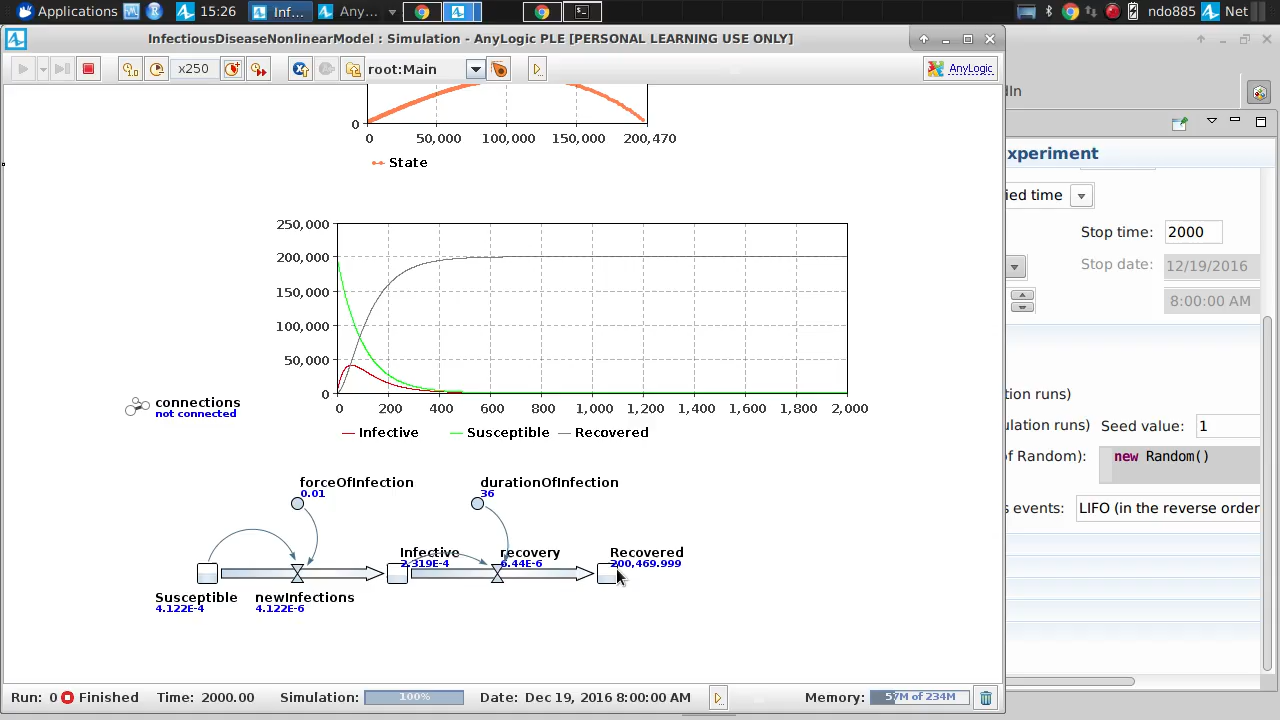 Applications
15:26
Inf...
Any...
ndo885
Net
InfectiousDiseaseNonlinearModel : Simulation - AnyLogic PLE [PERSONAL LEARNING USE ONLY]
x250
root:Main
AnyLogic
0
0
50,000
100,000
150,000
200,470
State
250,000
200,000
150,000
100,000
50,000
0
0
200
400
600
800
1,000
1,200
1,400
1,600
1,800
2,000
Infective
Susceptible
Recovered
connections
not connected
forceOfInfection
0.01
durationOfInfection
36
Infective
2.319E-4
recovery
6.44E-6
Recovered
200,469.999
Susceptible
4.122E-4
newInfections
4.122E-6
Run: 0
Finished
Time: 2000.00
Simulation:
100%
Date: Dec 19, 2016 8:00:00 AM
Memory:
57M of 234M
ln
xperiment
ied time
Stop time:
2000
Stop date:
12/19/2016
8:00:00 AM
tion runs)
ulation runs)
Seed value:
1
of Random):
new Random()
s events:
LIFO (in the reverse order